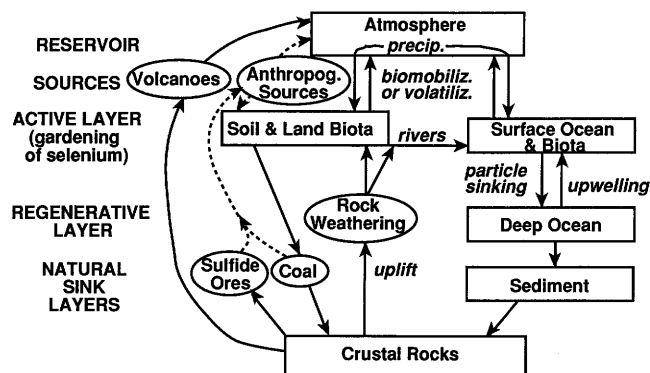 Atmosphere
RESERVOIR
precip.
SOURCES
Volcanoes
Anthropog.
Sources
biomobiliz.
or volatiliz.
ACTIVE LAYER
(gardening
of selenium)
Soil & Land Biota
rivers
Surface Ocean
& Biota
particle
sinking
upwelling
REGENERATIVE
LAYER
Rock
Weathering
Deep Ocean
NATURAL
SINK
LAYERS
Sulfide
Ores
Coal
uplift
Sediment
Crustal Rocks